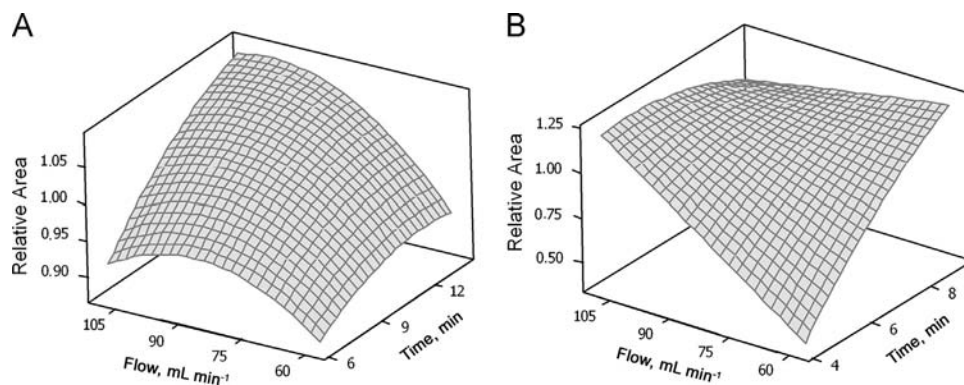 A
Relative Area
1.05
1.00
0.95
0.90
105
90
75
60
Flow, mL min⁻¹
6
9
12
Time, min
B
Relative Area
1.25
1.00
0.75
0.50
105
90
75
60
Flow, mL min⁻¹
4
6
8
Time, min